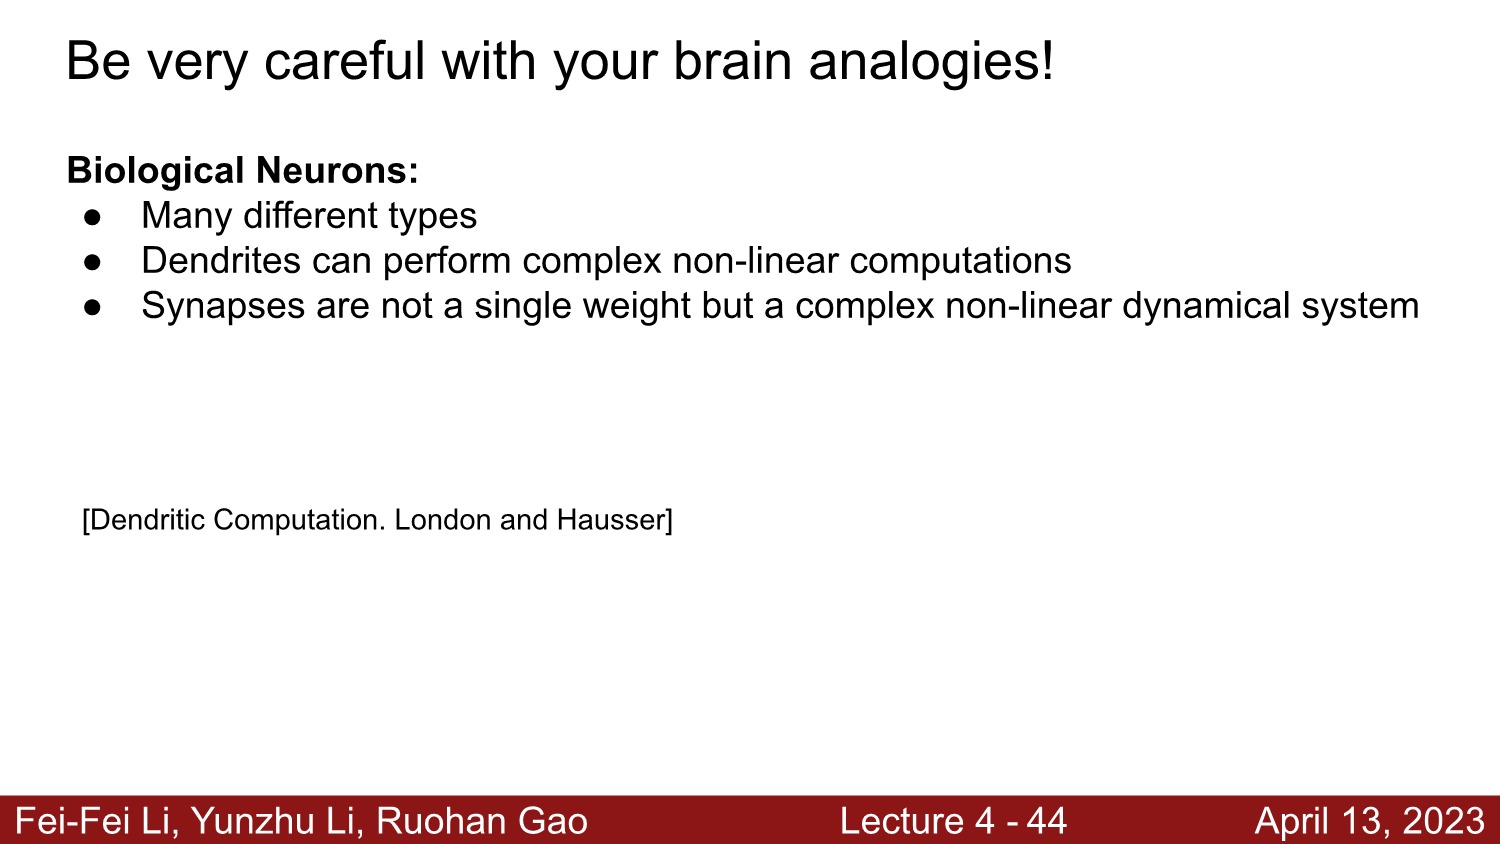 Be very careful with your brain analogies!
Biological Neurons:
● Many different types
● Dendrites can perform complex non-linear computations
● Synapses are not a single weight but a complex non-linear dynamical system
[Dendritic Computation. London and Hausser]
Fei-Fei Li, Yunzhu Li, Ruohan Gao Lecture 4 - 44 April 13, 2023